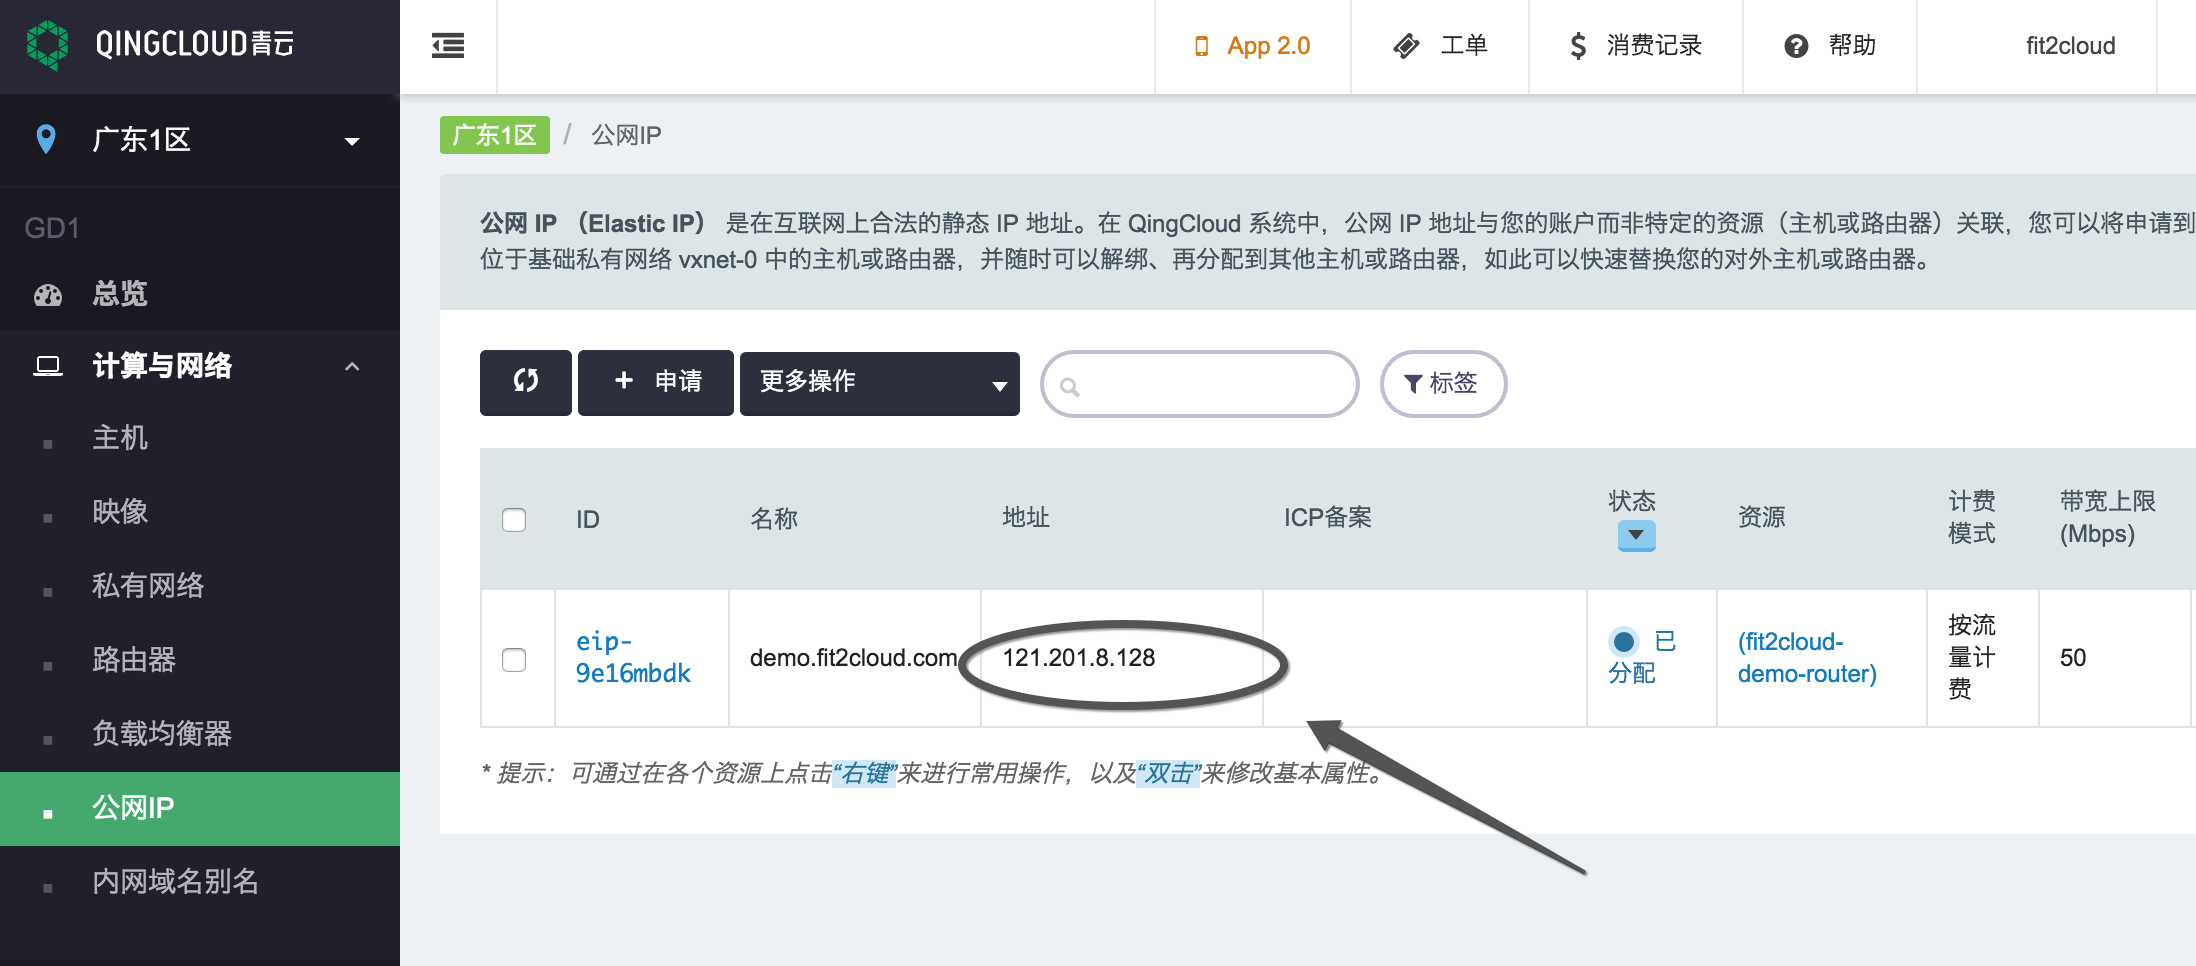 QINGCLOUD青云
App 2.0
工单
消费记录
帮助
fit2cloud
广东1区
GD1
总览
计算与网络
主机
映像
私有网络
路由器
负载均衡器
公网IP
内网域名别名
广东1区 / 公网IP
公网 IP （Elastic IP） 是在互联网上合法的静态 IP 地址。在 QingCloud 系统中，公网 IP 地址与您的账户而非特定的资源（主机或路由器）关联，您可以将申请到
位于基础私有网络 vxnet-0 中的主机或路由器，并随时可以解绑、再分配到其他主机或路由器，如此可以快速替换您的对外主机或路由器。
+ 申请
更多操作
标签
ID
名称
地址
ICP备案
状态
资源
计费
模式
带宽上限
(Mbps)
eip-
9e16mbdk
demo.fit2cloud.com
121.201.8.128
已
分配
(fit2cloud-
demo-router)
按流
量计
费
50
* 提示：可通过在各个资源上点击“右键”来进行常用操作，以及“双击”来修改基本属性。